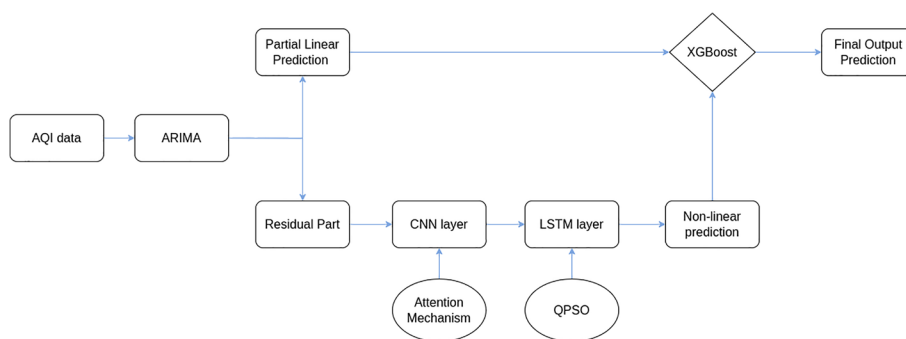 Partial Linear
Prediction
XGBoost
Final Output
Prediction
AQI data
ARIMA
Residual Part
CNN layer
LSTM layer
Non-linear
prediction
Attention
Mechanism
QPSO